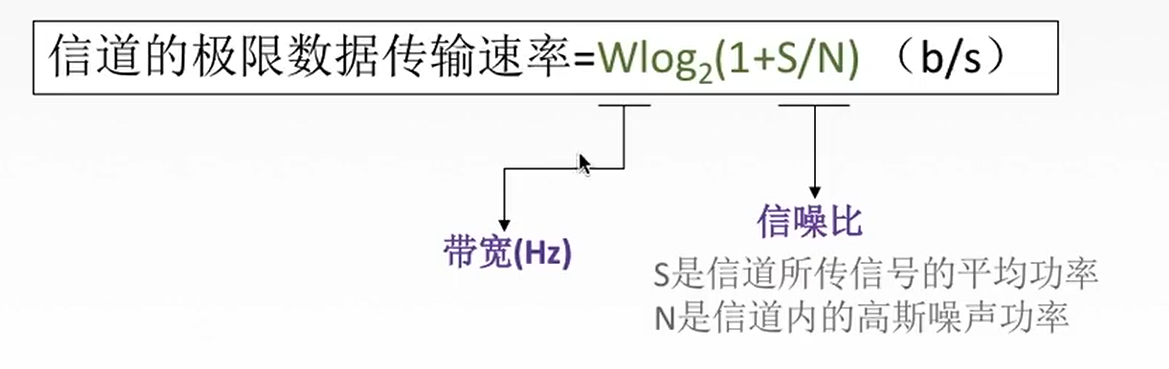 信道的极限数据传输速率=Wlog₂(1+S/N) （b/s）
带宽(Hz)
信噪比
S是信道所传信号的平均功率
N是信道内的高斯噪声功率